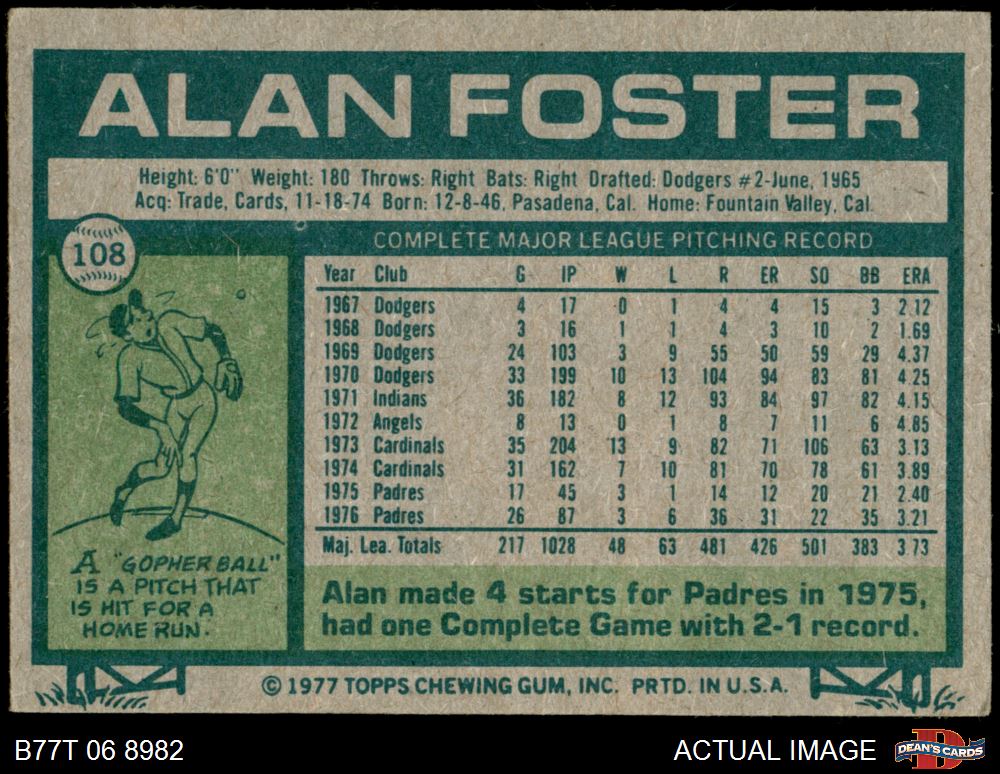 ALAN FOSTER
Height: 6'0" Weight: 180 Throws: Right Bats: Right Drafted: Dodgers #2-June, 1965
Acq: Trade, Cards, 11-18-74 Born: 12-8-46, Pasadena, Cal. Home: Fountain Valley, Cal.
108
COMPLETE MAJOR LEAGUE PITCHING RECORD
Year Club G IP W L R ER SO BB ERA
1967 Dodgers 4 17 0 1 4 4 15 3 2.12
1968 Dodgers 3 16 1 1 4 3 10 2 1.69
1969 Dodgers 24 103 3 9 55 50 59 29 4.37
1970 Dodgers 33 199 10 13 104 94 83 81 4.25
1971 Indians 36 182 8 12 93 84 97 82 4.15
1972 Angels 8 13 0 1 8 7 11 6 4.85
1973 Cardinals 35 204 13 9 82 71 106 63 3.13
1974 Cardinals 31 162 7 10 81 70 78 61 3.89
1975 Padres 17 45 3 1 14 12 20 21 2.40
1976 Padres 26 87 3 6 36 31 22 35 3.21
Maj. Lea. Totals 217 1028 48 63 481 426 501 383 3.73
A "GOPHER BALL"
IS A PITCH THAT
IS HIT FOR A
HOME RUN.
Alan made 4 starts for Padres in 1975,
had one Complete Game with 2-1 record.
© 1977 TOPPS CHEWING GUM, INC. PRTD. IN U.S.A.
B77T 06 8982
ACTUAL IMAGE
D
DEAN'S CARDS